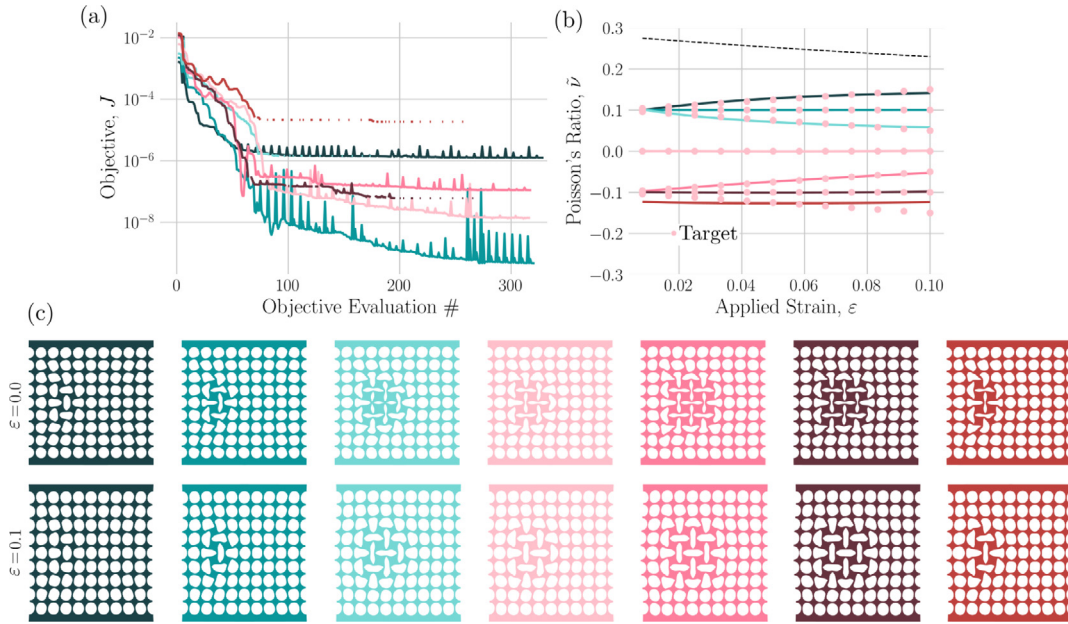 (a)
10⁻²
10⁻⁴
10⁻⁶
10⁻⁸
Objective, J
0
100
200
300
Objective Evaluation #
(b)
0.3
0.2
0.1
0.0
−0.1
−0.2
−0.3
Poisson's Ratio, ν̃
Target
0.02
0.04
0.06
0.08
0.10
Applied Strain, ε
(c)
ε=0.0
ε=0.1